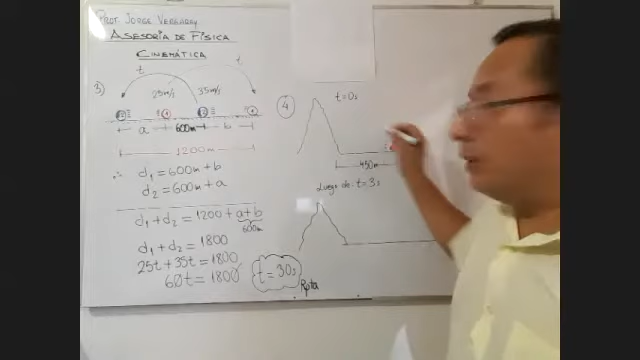 PROF. JORGE VERGARAY
ASESORÍA DE FÍSICA
CINEMÁTICA
3)
t
t
25m/s
35m/s
a
600m
b
1200m
∴ d₁ = 600m + b
d₂ = 600m + a
d₁ + d₂ = 1200 + a + b
600m
d₁ + d₂ = 1800
25t + 35t = 1800
60t = 1800
t = 30s
Rpta
4
t = 0s
450m
Luego de t = 3s